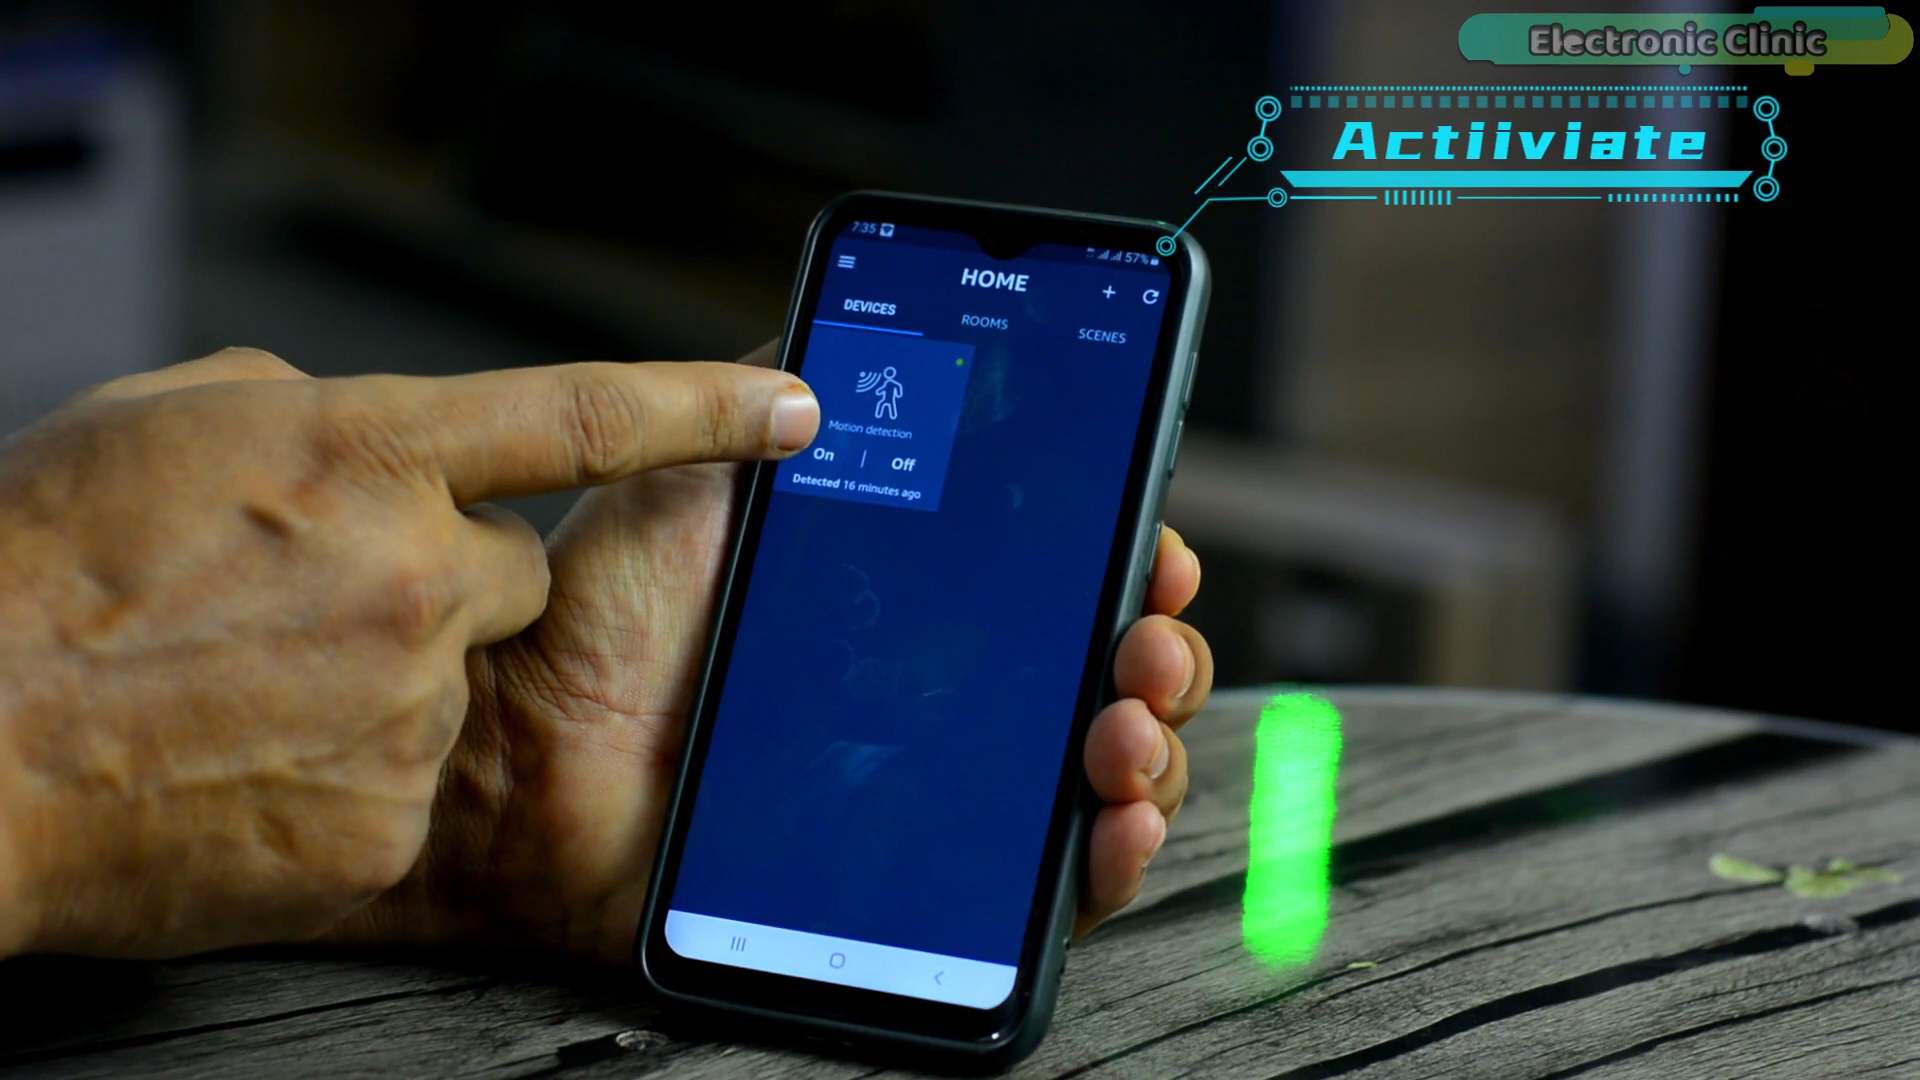 Electronic Clinic
Actiiviate
7:35
57%
HOME
+
DEVICES
ROOMS
SCENES
Motion detection
On | Off
Detected 16 minutes ago